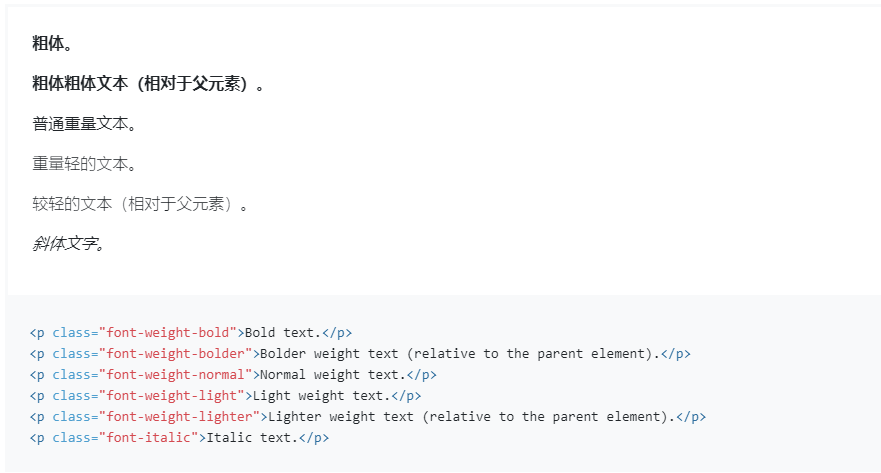 粗体。
粗体粗体文本（相对于父元素）。
普通重量文本。
重量轻的文本。
较轻的文本（相对于父元素）。
斜体文字。
<p class="font-weight-bold">Bold text.</p>
<p class="font-weight-bolder">Bolder weight text (relative to the parent element).</p>
<p class="font-weight-normal">Normal weight text.</p>
<p class="font-weight-light">Light weight text.</p>
<p class="font-weight-lighter">Lighter weight text (relative to the parent element).</p>
<p class="font-italic">Italic text.</p>